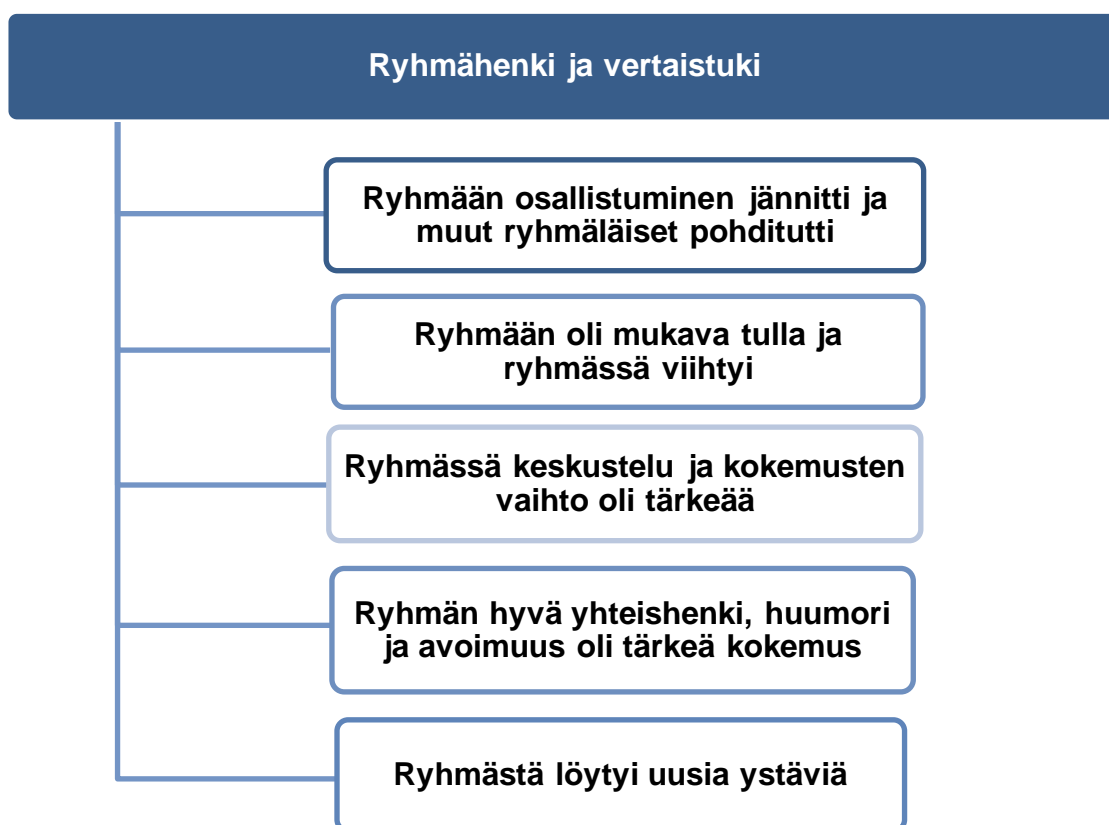 Ryhmähenki ja vertaistuki
Ryhmään osallistuminen jännitti ja
muut ryhmäläiset pohditutti
Ryhmään oli mukava tulla ja
ryhmässä viihtyi
Ryhmässä keskustelu ja kokemusten
vaihto oli tärkeää
Ryhmän hyvä yhteishenki, huumori
ja avoimuus oli tärkeä kokemus
Ryhmästä löytyi uusia ystäviä